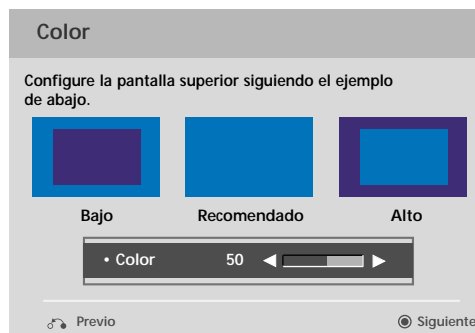 Color
Configure la pantalla superior siguiendo el ejemplo
de abajo.
Bajo Recomendado Alto
• Color 50
Previo Siguiente